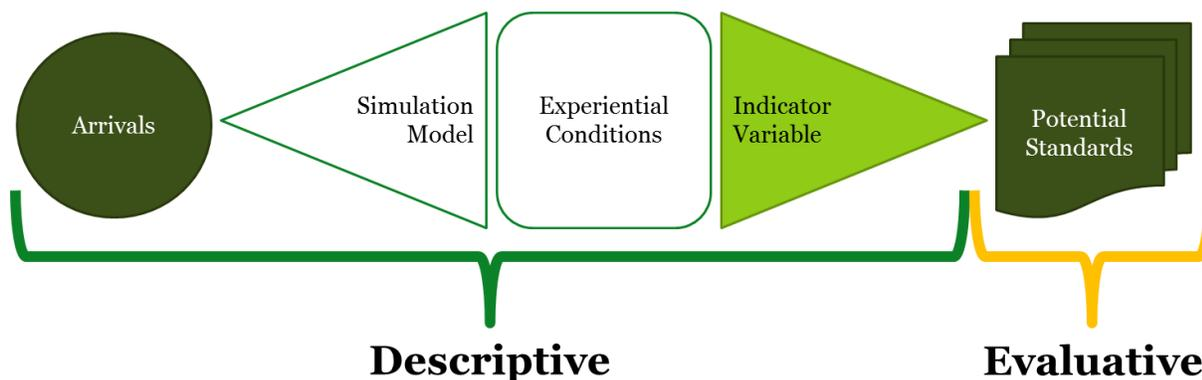 Arrivals
Simulation
Model
Experiential
Conditions
Indicator
Variable
Potential
Standards
Descriptive
Evaluative